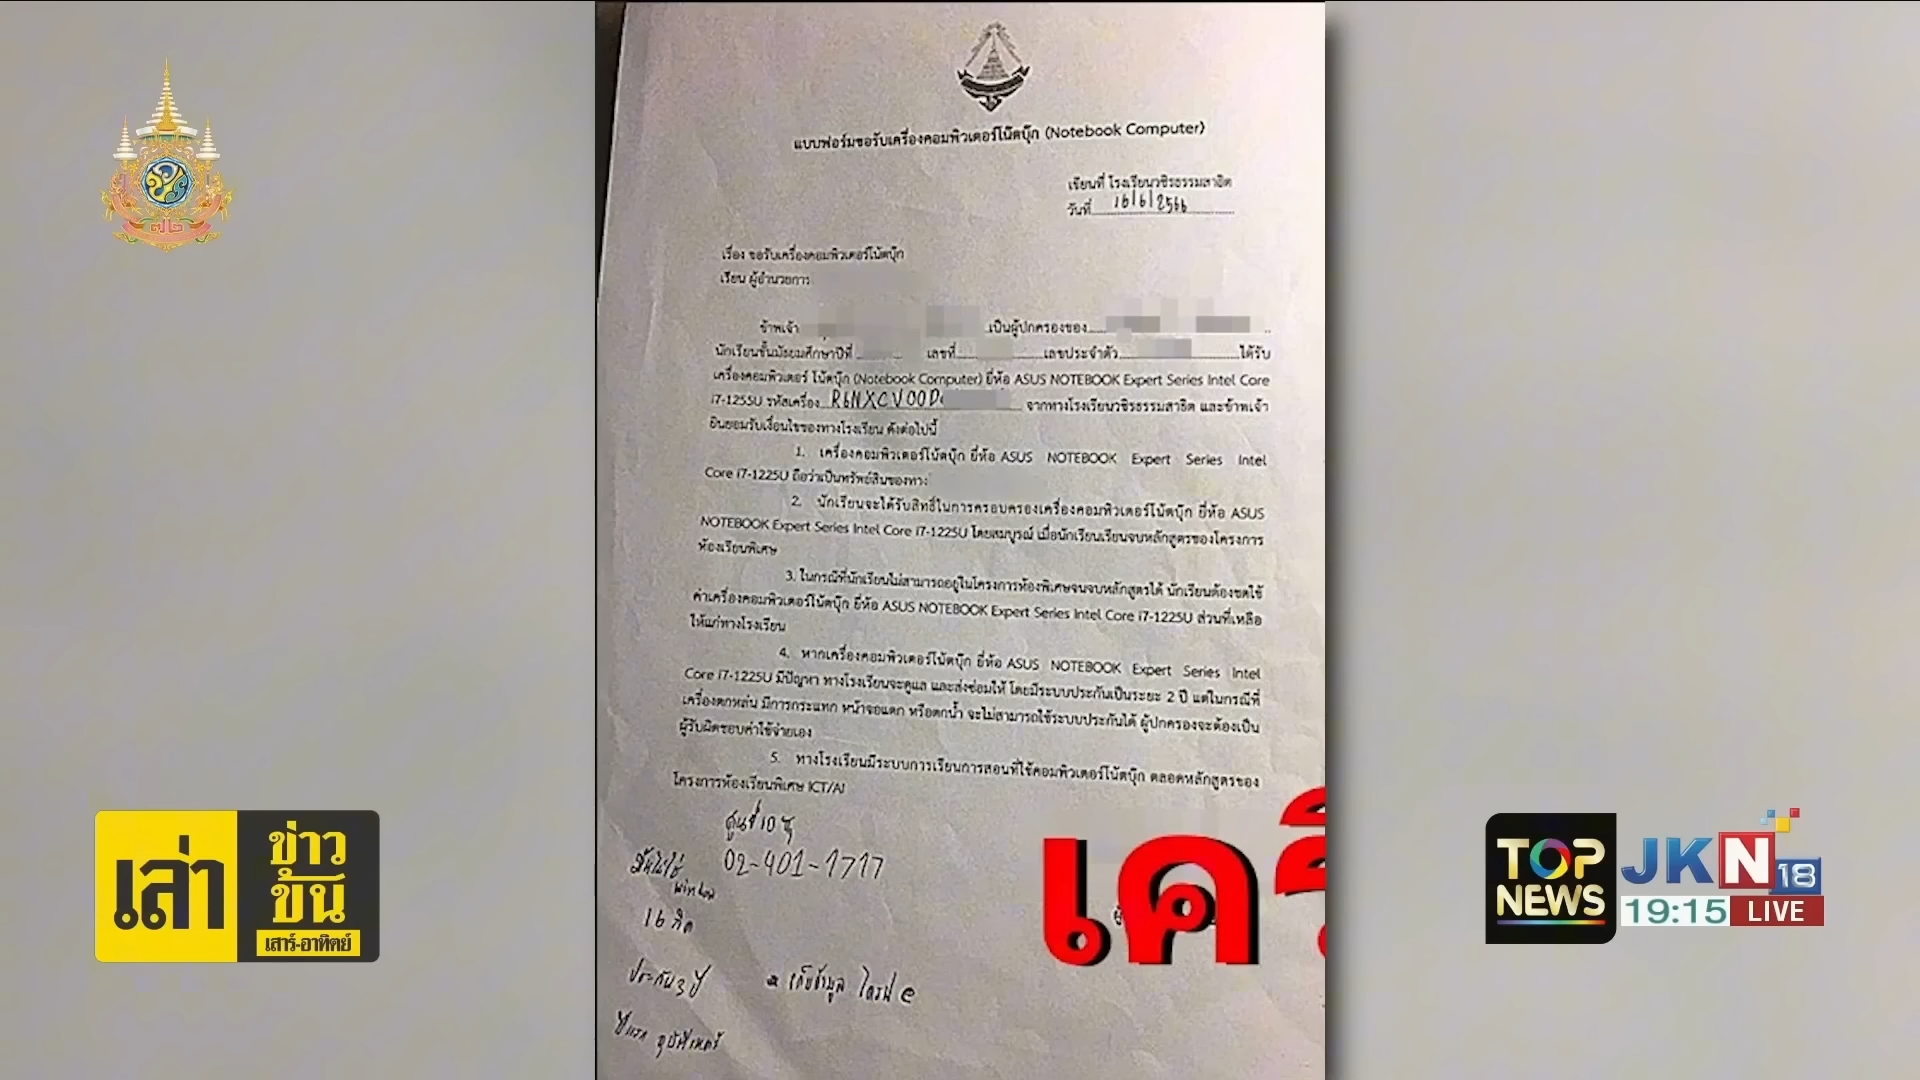 แบบฟอร์มขอรับเครื่องคอมพิวเตอร์โน๊ตบุ๊ก (Notebook Computer)
เขียนที่ โรงเรียนวชิรธรรมสาธิต
วันที่ 16/6/2566
เรื่อง ขอรับเครื่องคอมพิวเตอร์โน๊ตบุ๊ก
เรียน ผู้อำนวยการ
ข้าพเจ้า เป็นผู้ปกครองของ
นักเรียนชั้นมัธยมศึกษาปีที่ เลขที่ เลขประจำตัว ได้รับ
เครื่องคอมพิวเตอร์ โน้ตบุ๊ก (Notebook Computer) ยี่ห้อ ASUS NOTEBOOK Expert Series Intel Core
i7-1255U รหัสเครื่อง R6NXCV00D จากทางโรงเรียนวชิรธรรมสาธิต และข้าพเจ้า
ยินยอมรับเงื่อนไขของทางโรงเรียน ดังต่อไปนี้
1. เครื่องคอมพิวเตอร์โน๊ตบุ๊ก ยี่ห้อ ASUS NOTEBOOK Expert Series Intel
Core i7-1225U ถือว่าเป็นทรัพย์สินของทาง
2. นักเรียนจะได้รับสิทธิ์ในการครอบครองเครื่องคอมพิวเตอร์โน๊ตบุ๊ก ยี่ห้อ ASUS
NOTEBOOK Expert Series Intel Core i7-1225U โดยสมบูรณ์ เมื่อนักเรียนเรียนจบหลักสูตรของโครงการ
ห้องเรียนพิเศษ
3. ในกรณีที่นักเรียนไม่สามารถอยู่ในโครงการห้องพิเศษจนจบหลักสูตรได้ นักเรียนต้องชดใช้
ค่าเครื่องคอมพิวเตอร์โน๊ตบุ๊ก ยี่ห้อ ASUS NOTEBOOK Expert Series Intel Core i7-1225U ส่วนที่เหลือ
ให้แก่ทางโรงเรียน
4. หากเครื่องคอมพิวเตอร์โน๊ตบุ๊ก ยี่ห้อ ASUS NOTEBOOK Expert Series Intel
Core i7-1225U มีปัญหา ทางโรงเรียนจะดูแล และส่งซ่อมให้ โดยมีระบบประกันเป็นระยะ 2 ปี แต่ในกรณีที่
เครื่องตกหล่น มีการกระแทก หน้าจอแตก หรือตกน้ำ จะไม่สามารถใช้ระบบประกันได้ ผู้ปกครองจะต้องเป็น
ผู้รับผิดชอบค่าใช้จ่ายเอง
5. ทางโรงเรียนมีระบบการเรียนการสอนที่ใช้คอมพิวเตอร์โน๊ตบุ๊ก ตลอดหลักสูตรของ
โครงการห้องเรียนพิเศษ ICT/AI
02-401-1717
16 กิต
ประกัน 3 ปี
เก็บข้อมูล ไดรฟ e
ปีแรก อุบัติเหตุ
เคริ
เล่า
ข่าว
ข้น
เสาร์-อาทิตย์
TOP
NEWS
JKN 18
19:15 LIVE